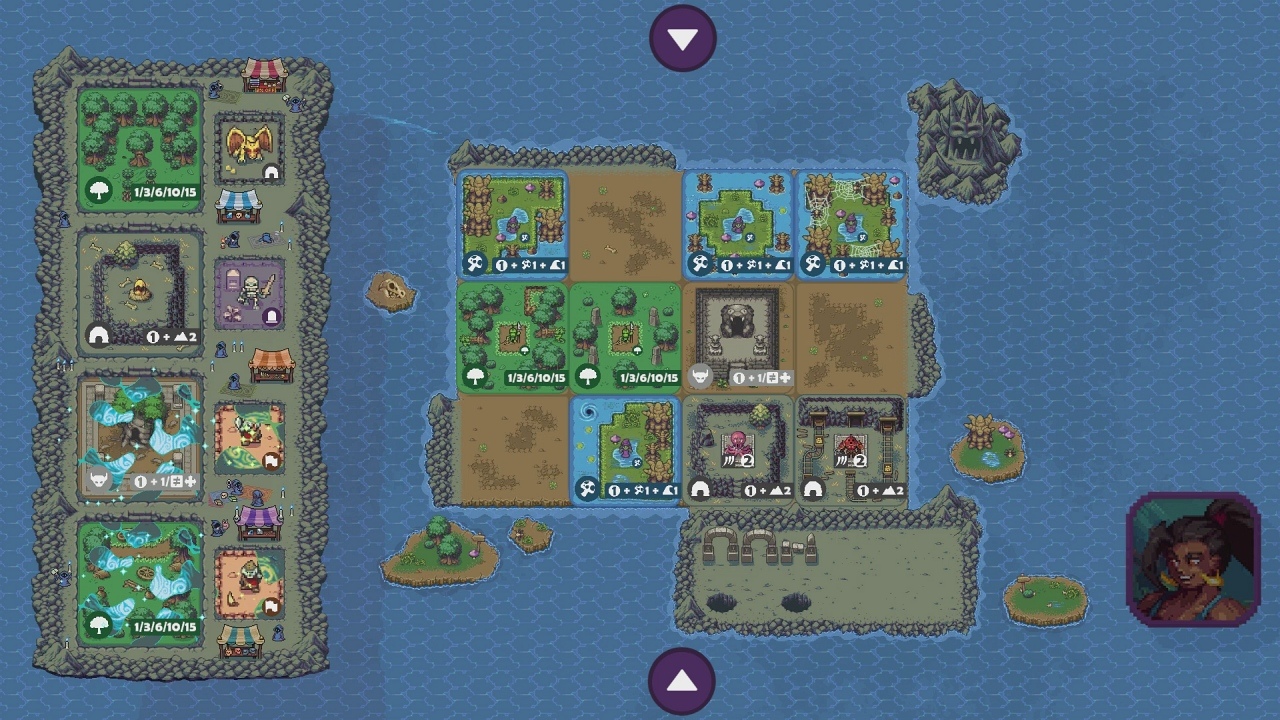 1/3/6/10/15
1 + 2
1 + 1/
1/3/6/10/15
1 + 1 + 1
1 + 1 + 1
1 + 1 + 1
1/3/6/10/15
1/3/6/10/15
1 + 1/
1 + 1 + 1
2
1 + 2
2
1 + 2